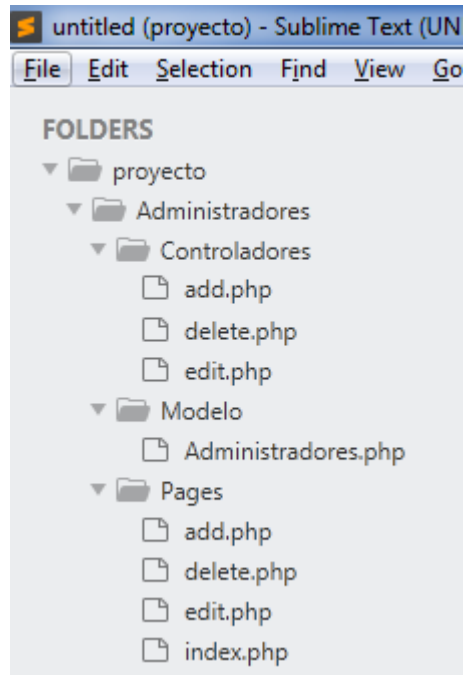 untitled (proyecto) - Sublime Text (UN
File Edit Selection Find View Go
FOLDERS
proyecto
Administradores
Controladores
add.php
delete.php
edit.php
Modelo
Administradores.php
Pages
add.php
delete.php
edit.php
index.php